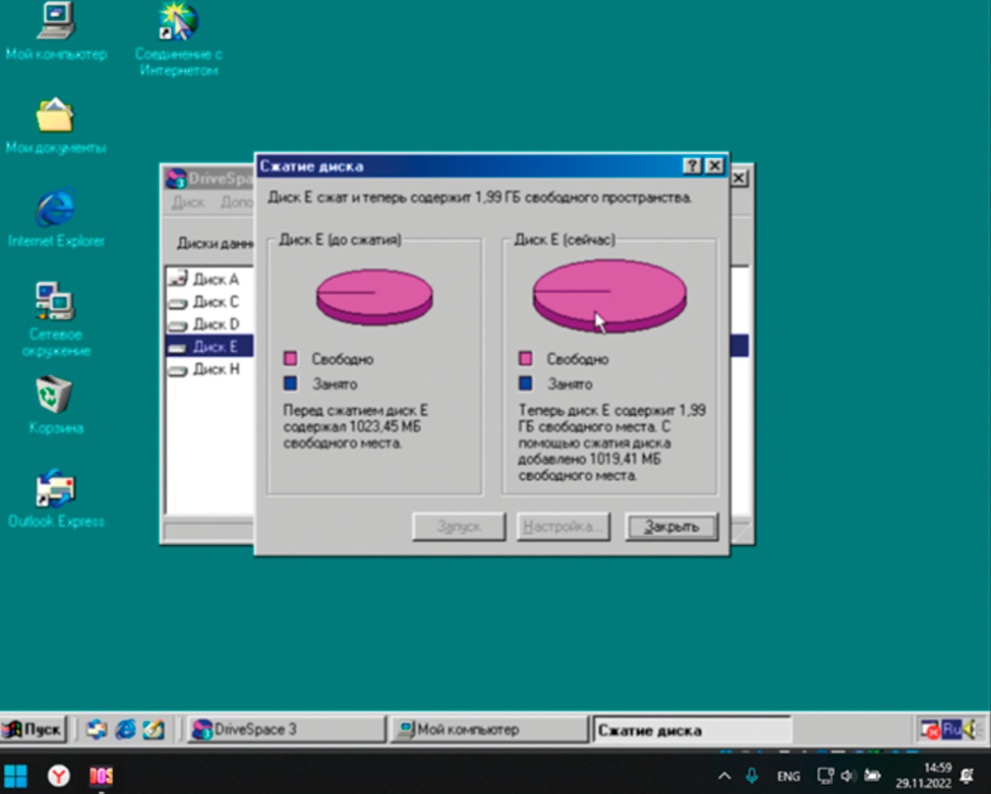 Мой компьютер
Соединение с
Интернетом
Мои документы
Internet Explorer
Сетевое
окружение
Корзина
Outlook Express
DriveSpa
Диск Допо
Диски данн
Диск A
Диск C
Диск D
Диск E
Диск H
Сжатие диска
Диск E сжат и теперь содержит 1,99 ГБ свободного пространства.
Диск E (до сжатия)
Свободно
Занято
Перед сжатием диск E
содержал 1023,45 МБ
свободного места.
Диск E (сейчас)
Свободно
Занято
Теперь диск E содержит 1,99
ГБ свободного места. С
помощью сжатия диска
добавлено 1019,41 МБ
свободного места.
Запуск
Настройка...
Закрыть
Пуск
DriveSpace 3
Мой компьютер
Сжатие диска
Ru
DOS
ENG
14:59
29.11.2022